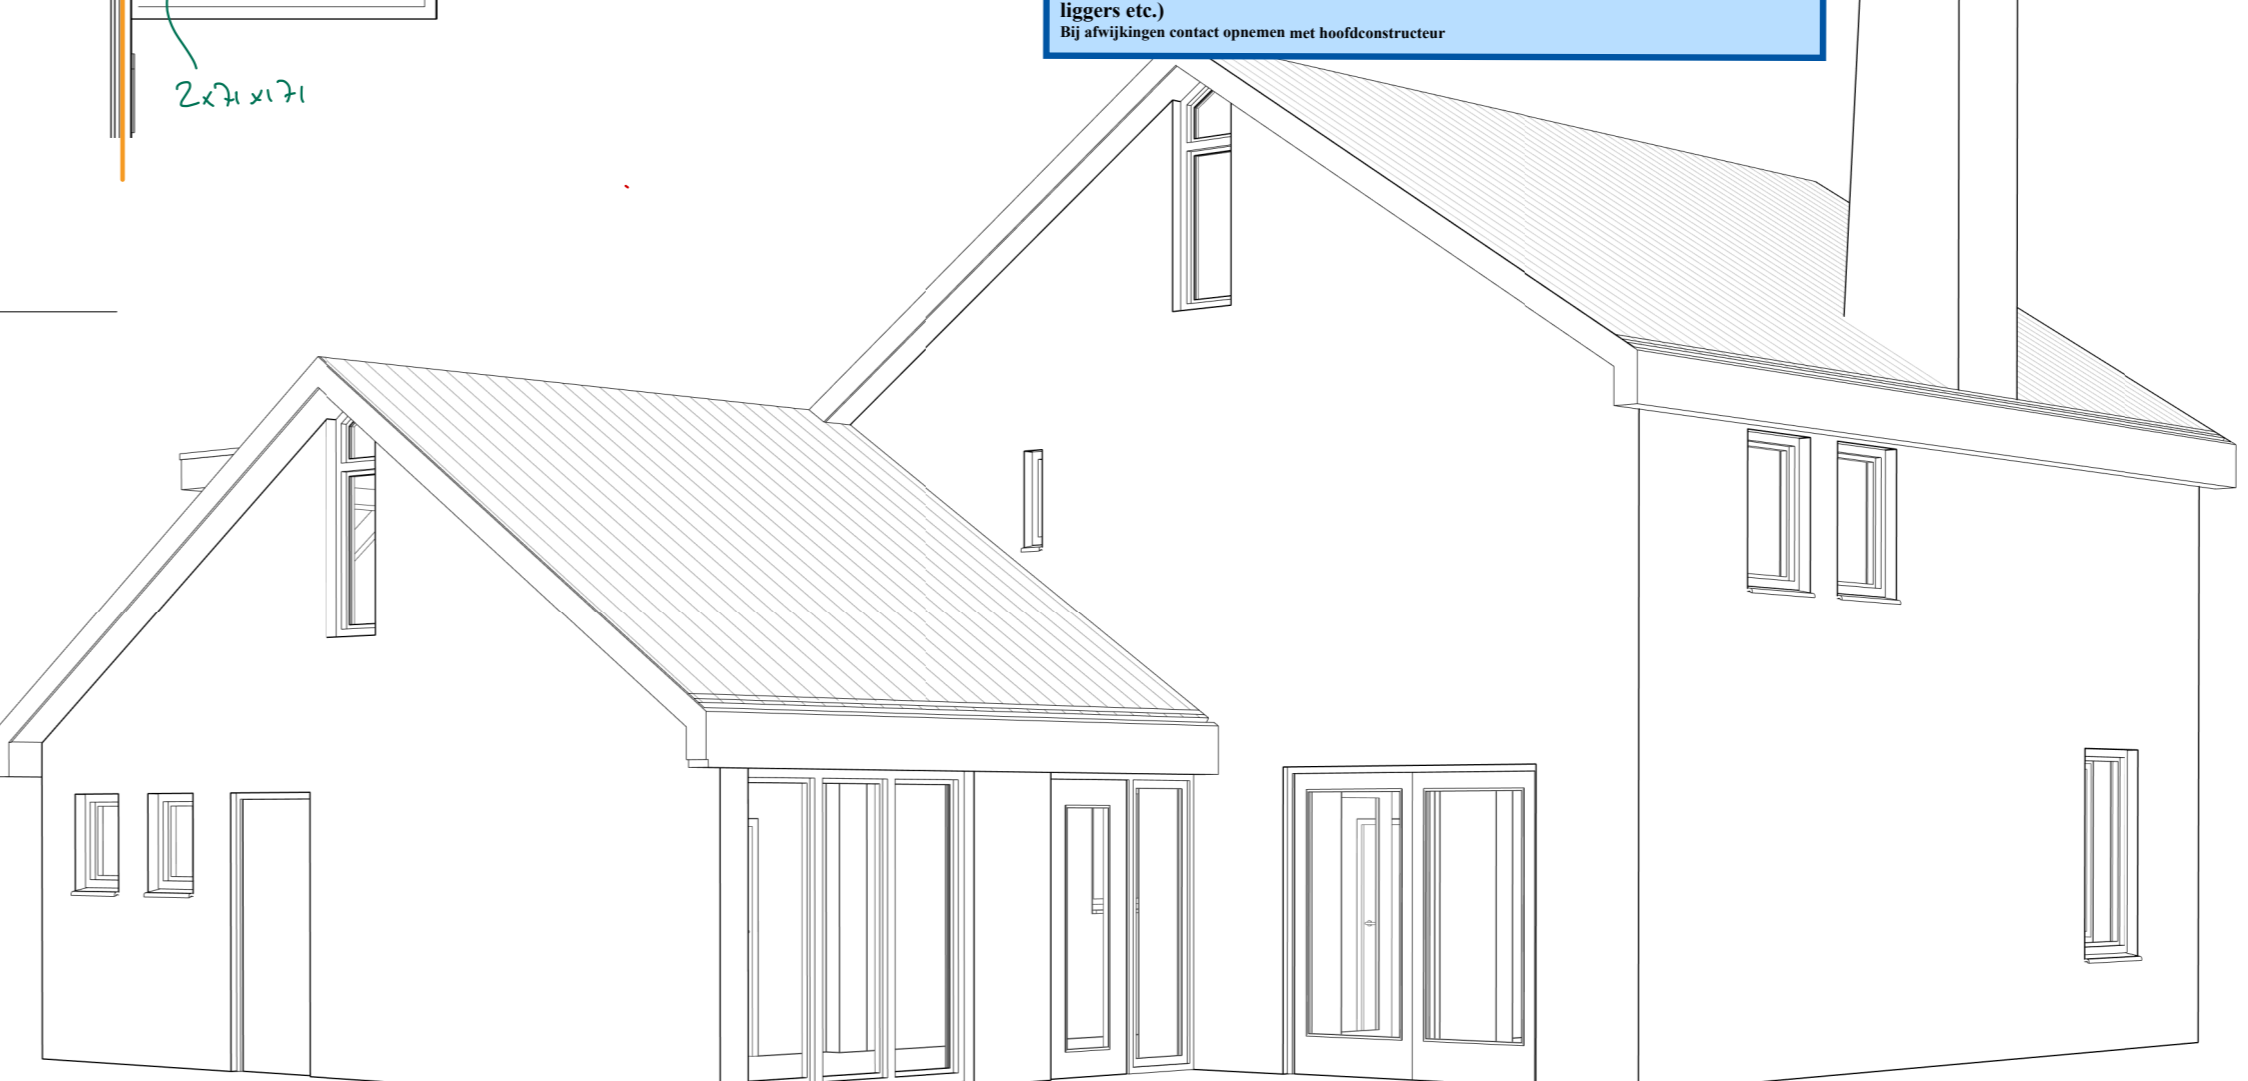 liggers etc.)
Bij afwijkingen contact opnemen met hoofdconstructeur
2x71x171